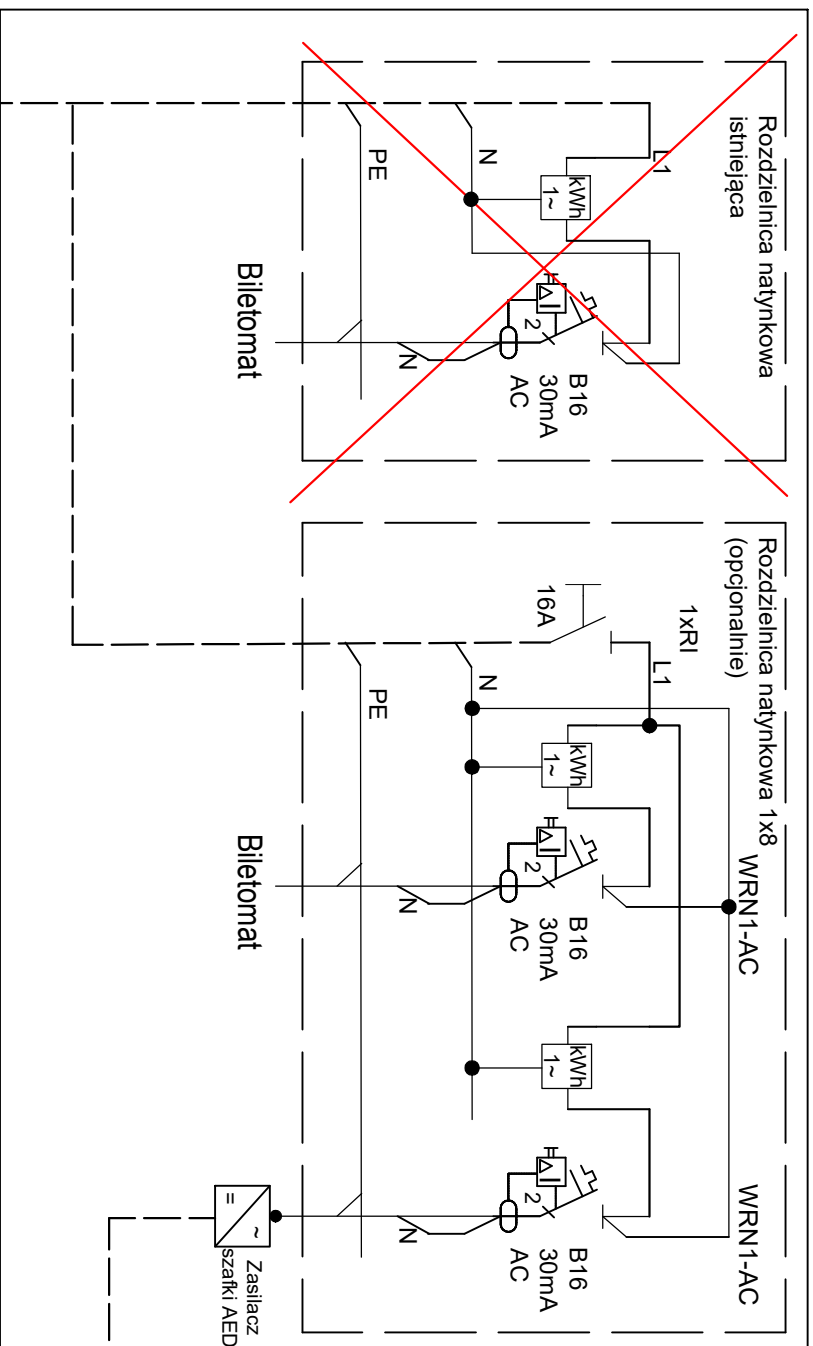 Rozdzielnica natynkowa
istniejąca
L1
kWh
1~
N
PE
2
B16
30mA
AC
N
Biletomat
Rozdzielnica natynkowa 1x8
(opcjonalnie)
1xRI
16A
L1
N
PE
kWh
1~
WRN1-AC
2
B16
30mA
AC
N
Biletomat
kWh
1~
WRN1-AC
2
B16
30mA
AC
N
=
~
Zasilacz
szafki AED